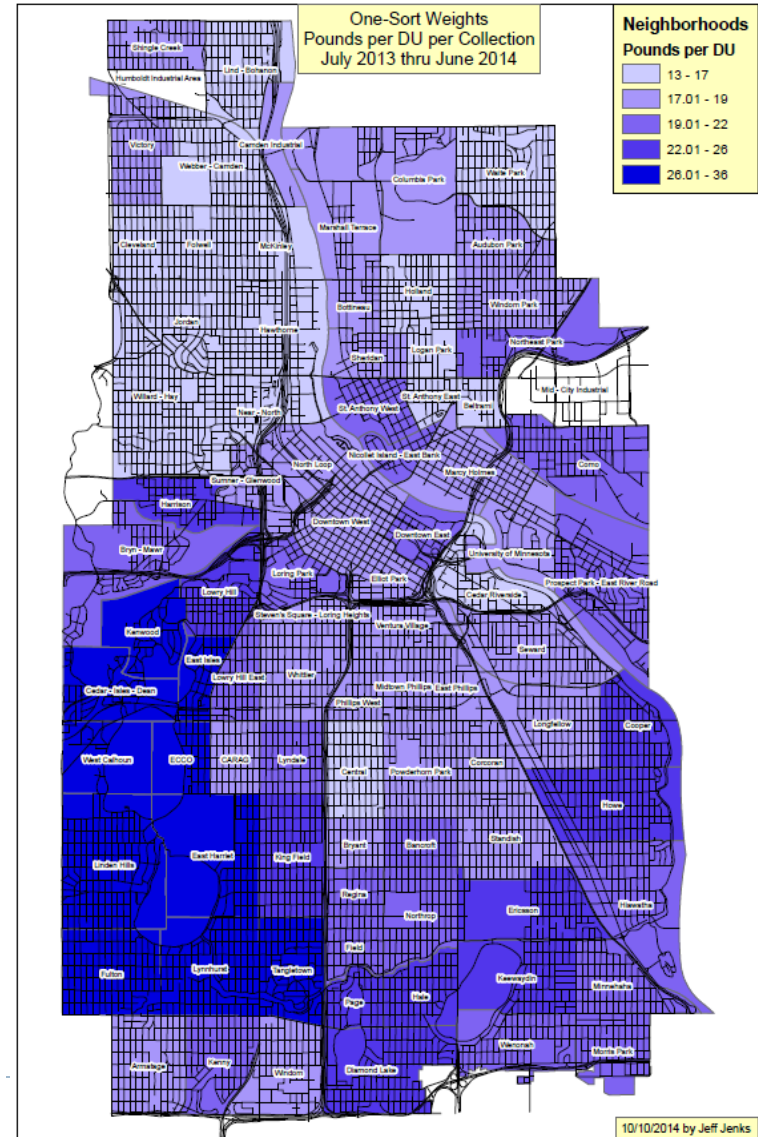 One-Sort Weights
Pounds per DU per Collection
July 2013 thru June 2014
Neighborhoods
Pounds per DU
13 - 17
17.01 - 19
19.01 - 22
22.01 - 26
26.01 - 36
Shingle Creek
Humboldt Industrial Area
Lind - Bohanon
Victory
Camden Industrial
Webber - Camden
Columbia Park
Waite Park
Marshall Terrace
Cleveland
Folwell
McKinley
Audubon Park
Holland
Bottineau
Windom Park
Jordan
Hawthorne
Northeast Park
Logan Park
Sheridan
Mid - City Industrial
Willard - Hay
St. Anthony East
Near - North
St. Anthony West
Beltrami
Nicollet Island - East Bank
North Loop
Como
Marcy Holmes
Sumner - Glenwood
Harrison
Downtown West
Downtown East
Bryn - Mawr
University of Minnesota
Loring Park
Elliot Park
Prospect Park - East River Road
Lowry Hill
Cedar Riverside
Steven's Square - Loring Heights
Ventura Village
Kenwood
Seward
East Isles
Lowry Hill East
Whittier
Midtown Phillips
East Phillips
Cedar - Isles - Dean
Phillips West
Longfellow
Cooper
West Calhoun
ECCO
CARAG
Lyndale
Central
Powderhorn Park
Corcoran
Howe
Standish
Bryant
Bancroft
East Harriet
King Field
Linden Hills
Regina
Hiawatha
Northrop
Ericsson
Field
Fulton
Lynnhurst
Tangletown
Keewaydin
Minnehaha
Page
Hale
Wenonah
Morris Park
Kenny
Armatage
Windom
Diamond Lake
10/10/2014 by Jeff Jenks